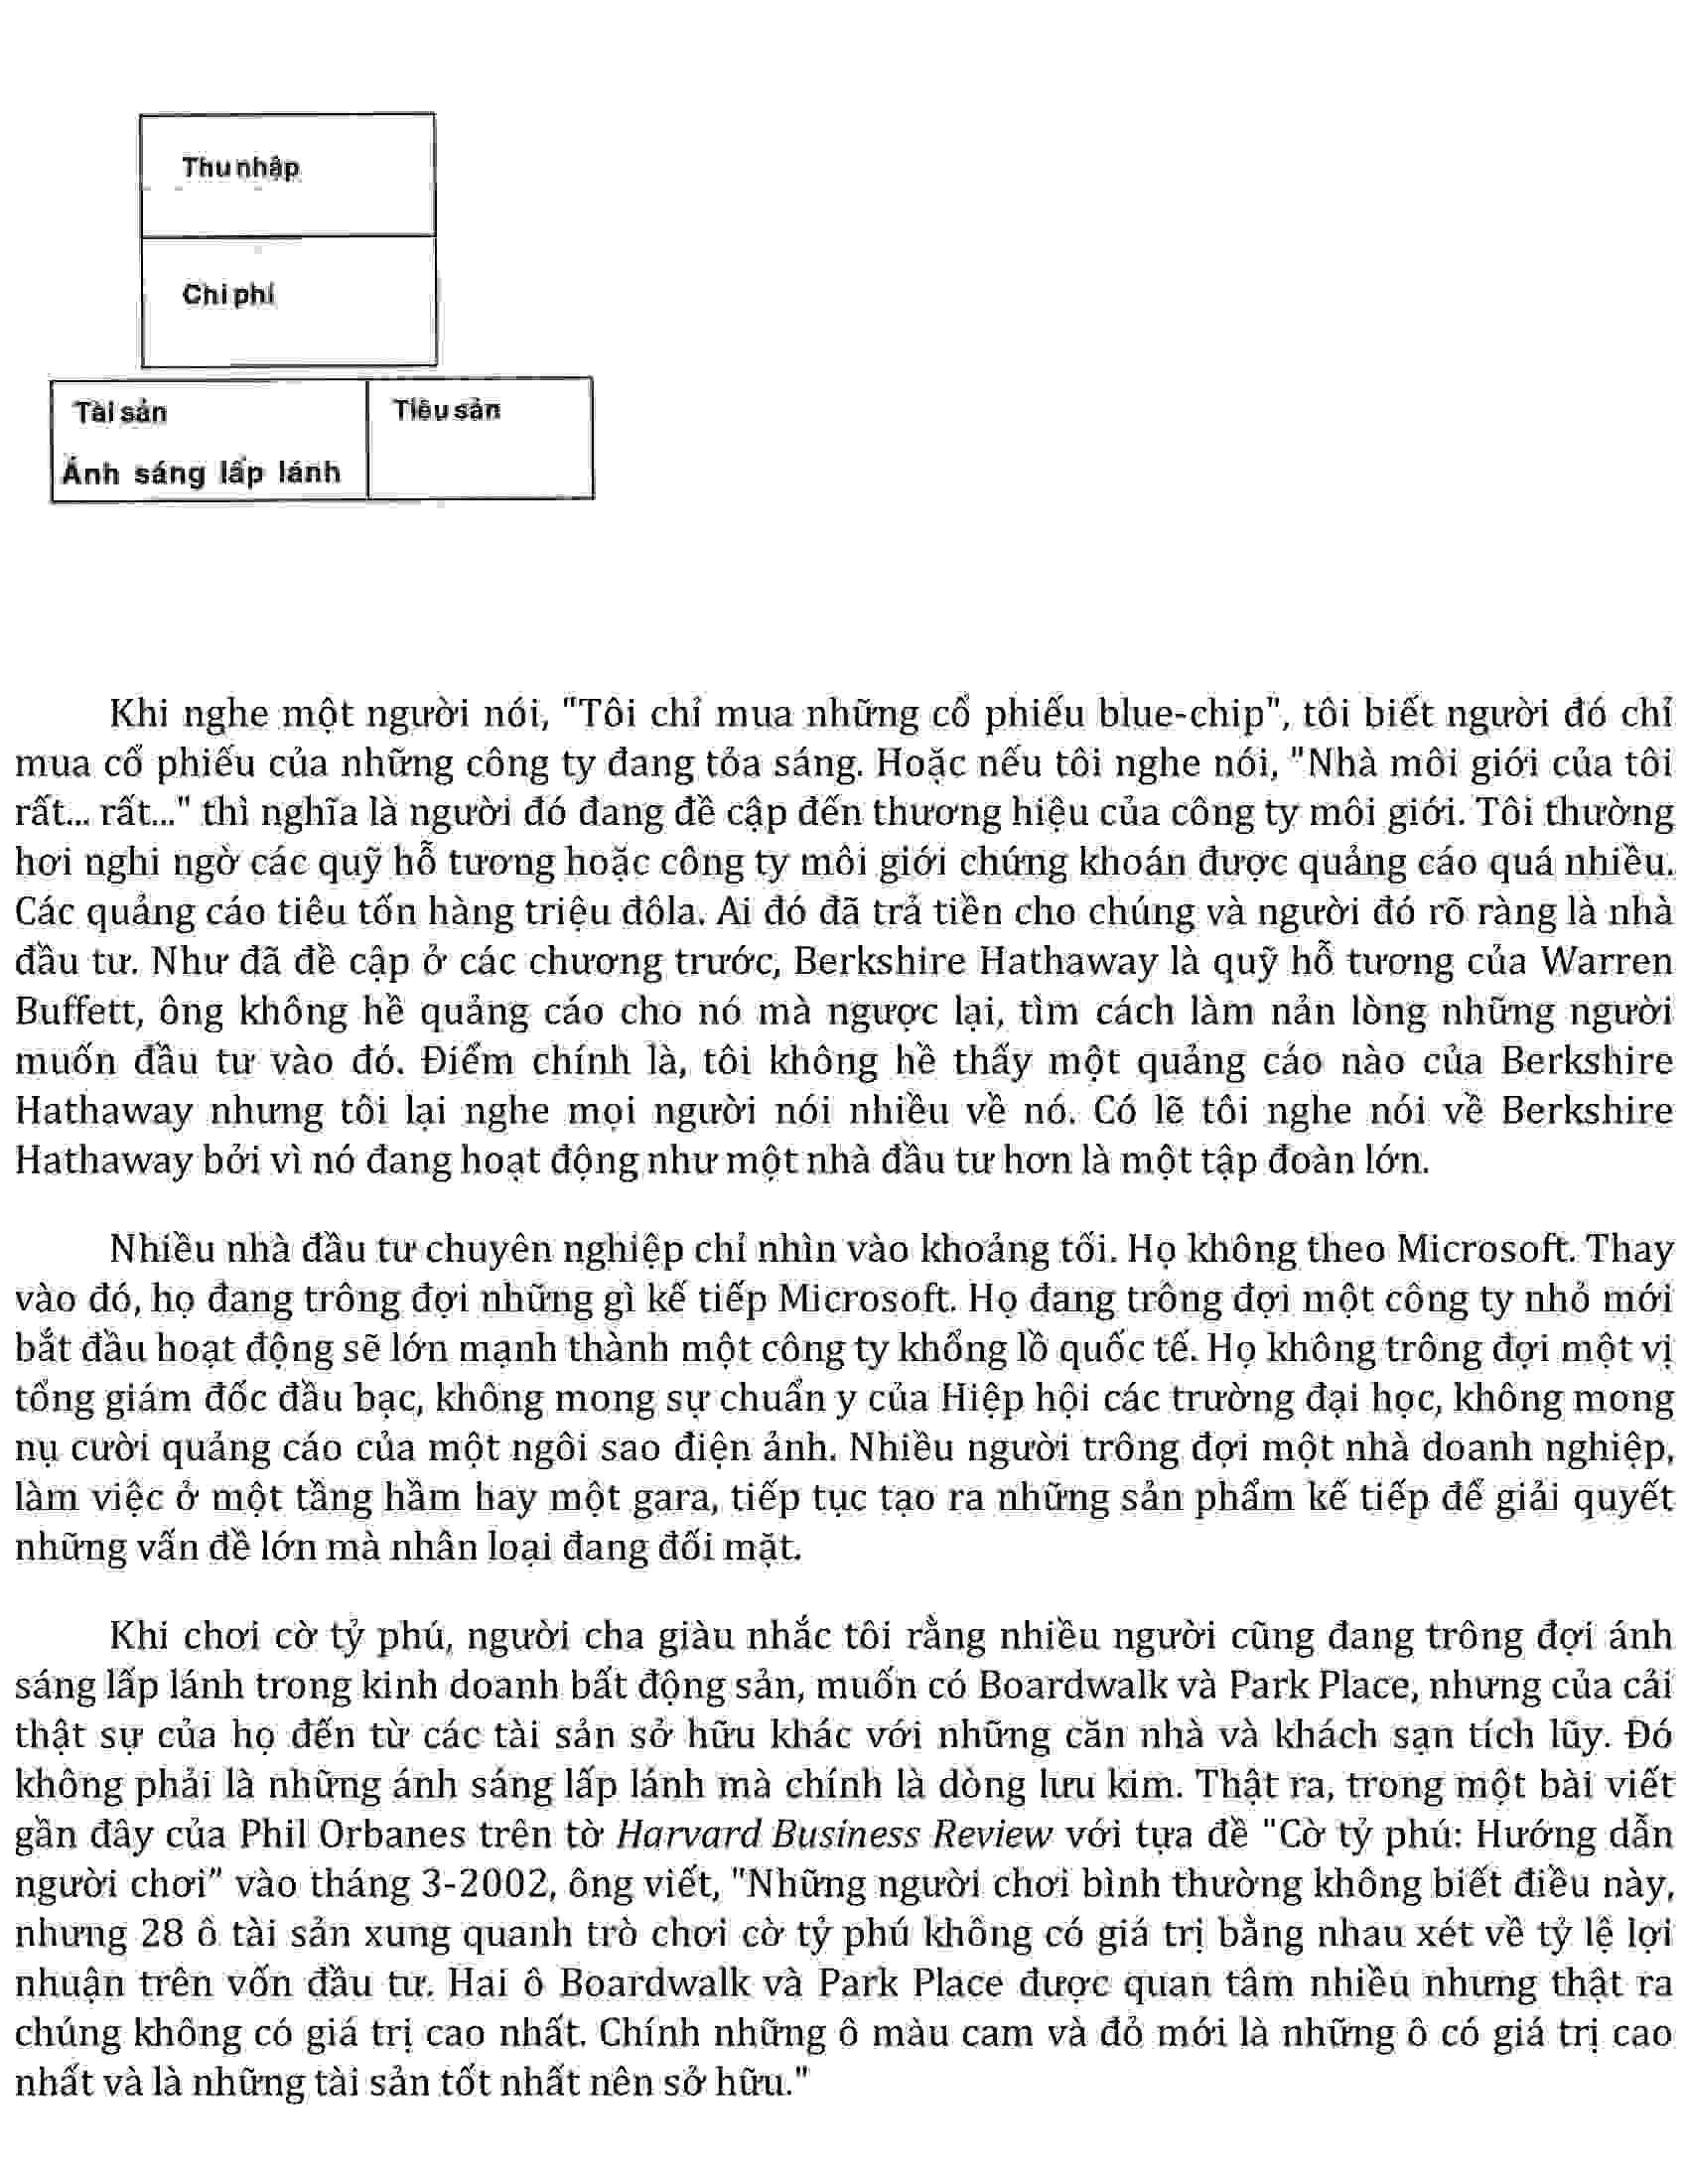 Thu nhập
Chi phí
Tài sản
Tiêu sản
Ánh sáng lấp lánh
Khi nghe một người nói, "Tôi chỉ mua những cổ phiếu blue-chip", tôi biết người đó chỉ
mua cổ phiếu của những công ty đang tỏa sáng. Hoặc nếu tôi nghe nói, "Nhà môi giới của tôi
rất... rất..." thì nghĩa là người đó đang đề cập đến thương hiệu của công ty môi giới. Tôi thường
hơi nghi ngờ các quỹ hỗ tương hoặc công ty môi giới chứng khoán được quảng cáo quá nhiều.
Các quảng cáo tiêu tốn hàng triệu đôla. Ai đó đã trả tiền cho chúng và người đó rõ ràng là nhà
đầu tư. Như đã đề cập ở các chương trước, Berkshire Hathaway là quỹ hỗ tương của Warren
Buffett, ông không hề quảng cáo cho nó mà ngược lại, tìm cách làm nản lòng những người
muốn đầu tư vào đó. Điểm chính là, tôi không hề thấy một quảng cáo nào của Berkshire
Hathaway nhưng tôi lại nghe mọi người nói nhiều về nó. Có lẽ tôi nghe nói về Berkshire
Hathaway bởi vì nó đang hoạt động như một nhà đầu tư hơn là một tập đoàn lớn.
Nhiều nhà đầu tư chuyên nghiệp chỉ nhìn vào khoảng tối. Họ không theo Microsoft. Thay
vào đó, họ đang trông đợi những gì kế tiếp Microsoft. Họ đang trông đợi một công ty nhỏ mới
bắt đầu hoạt động sẽ lớn mạnh thành một công ty khổng lồ quốc tế. Họ không trông đợi một vị
tổng giám đốc đầu bạc, không mong sự chuẩn y của Hiệp hội các trường đại học, không mong
nụ cười quảng cáo của một ngôi sao điện ảnh. Nhiều người trông đợi một nhà doanh nghiệp,
làm việc ở một tầng hầm hay một gara, tiếp tục tạo ra những sản phẩm kế tiếp để giải quyết
những vấn đề lớn mà nhân loại đang đối mặt.
Khi chơi cờ tỷ phú, người cha giàu nhắc tôi rằng nhiều người cũng đang trông đợi ánh
sáng lấp lánh trong kinh doanh bất động sản, muốn có Boardwalk và Park Place, nhưng của cải
thật sự của họ đến từ các tài sản sở hữu khác với những căn nhà và khách sạn tích lũy. Đó
không phải là những ánh sáng lấp lánh mà chính là dòng lưu kim. Thật ra, trong một bài viết
gần đây của Phil Orbanes trên tờ Harvard Business Review với tựa đề "Cờ tỷ phú: Hướng dẫn
người chơi" vào tháng 3-2002, ông viết, "Những người chơi bình thường không biết điều này,
nhưng 28 ô tài sản xung quanh trò chơi cờ tỷ phú không có giá trị bằng nhau xét về tỷ lệ lợi
nhuận trên vốn đầu tư. Hai ô Boardwalk và Park Place được quan tâm nhiều nhưng thật ra
chúng không có giá trị cao nhất. Chính những ô màu cam và đỏ mới là những ô có giá trị cao
nhất và là những tài sản tốt nhất nên sở hữu."